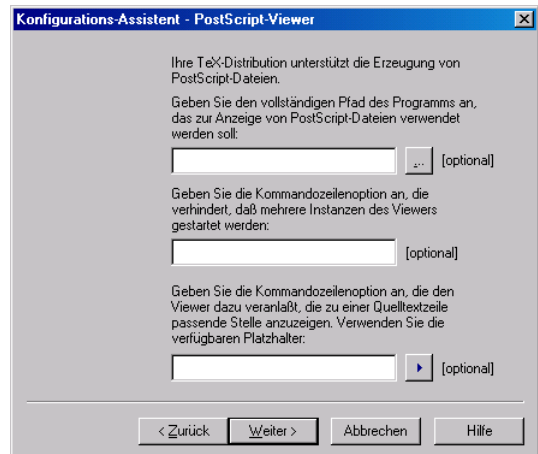 Konfigurations-Assistent - PostScript-Viewer
Ihre TeX-Distribution unterstützt die Erzeugung von
PostScript-Dateien.
Geben Sie den vollständigen Pfad des Programms an,
das zur Anzeige von PostScript-Dateien verwendet
werden soll:
... [optional]
Geben Sie die Kommandozeilenoption an, die
verhindert, daß mehrere Instanzen des Viewers
gestartet werden:
[optional]
Geben Sie die Kommandozeilenoption an, die den
Viewer dazu veranlaßt, die zu einer Quelltextzeile
passende Stelle anzuzeigen. Verwenden Sie die
verfügbaren Platzhalter:
[optional]
< Zurück Weiter > Abbrechen Hilfe